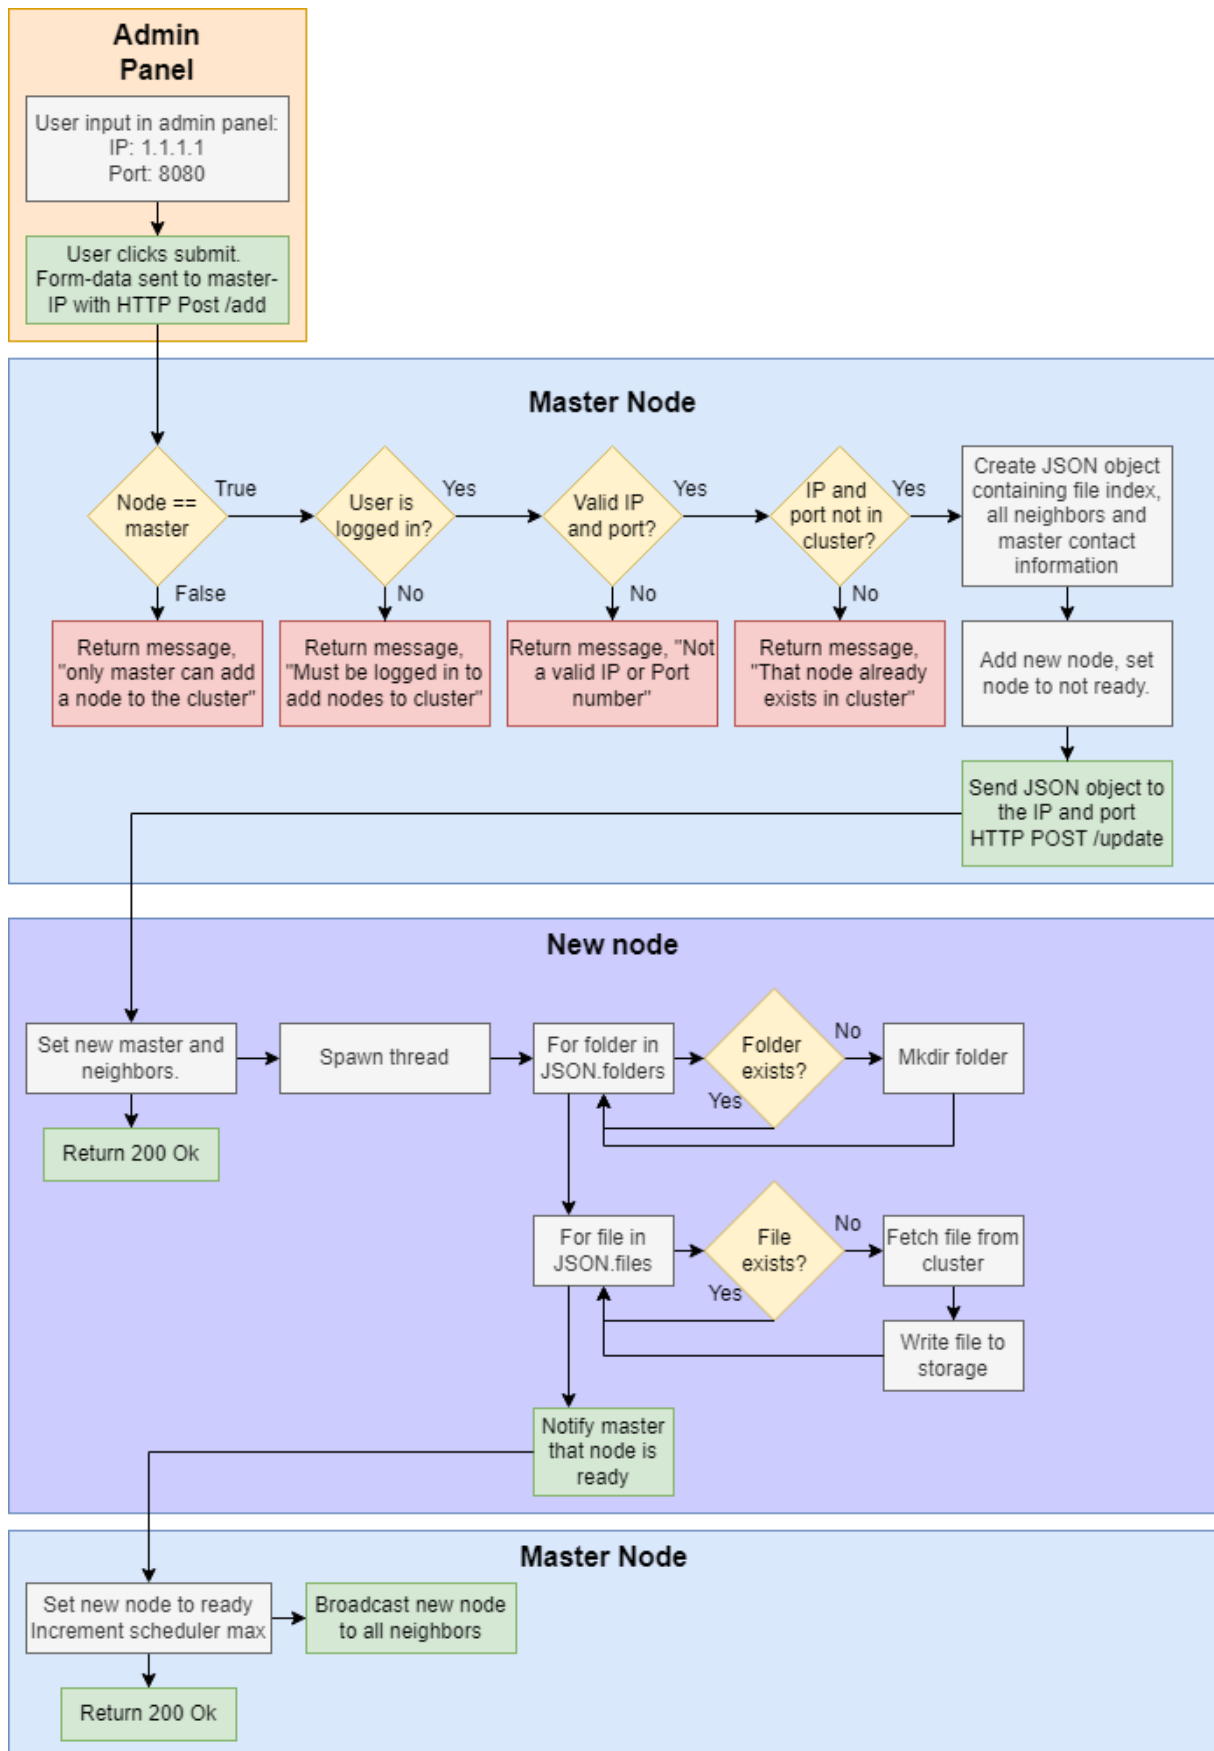 Admin
Panel
User input in admin panel:
IP: 1.1.1.1
Port: 8080
User clicks submit.
Form-data sent to master-
IP with HTTP Post /add
Master Node
Node ==
master
True
False
User is
logged in?
Yes
No
Valid IP
and port?
Yes
No
IP and
port not in
cluster?
Yes
No
Create JSON object
containing file index,
all neighbors and
master contact
information
Return message,
"only master can add
a node to the cluster"
Return message,
"Must be logged in to
add nodes to cluster"
Return message, "Not
a valid IP or Port
number"
Return message,
"That node already
exists in cluster"
Add new node, set
node to not ready.
Send JSON object to
the IP and port
HTTP POST /update
New node
Set new master and
neighbors.
Spawn thread
For folder in
JSON.folders
Folder
exists?
No
Yes
Mkdir folder
Return 200 Ok
For file in
JSON.files
File
exists?
No
Yes
Fetch file from
cluster
Write file to
storage
Notify master
that node is
ready
Master Node
Set new node to ready
Increment scheduler max
Broadcast new node
to all neighbors
Return 200 Ok